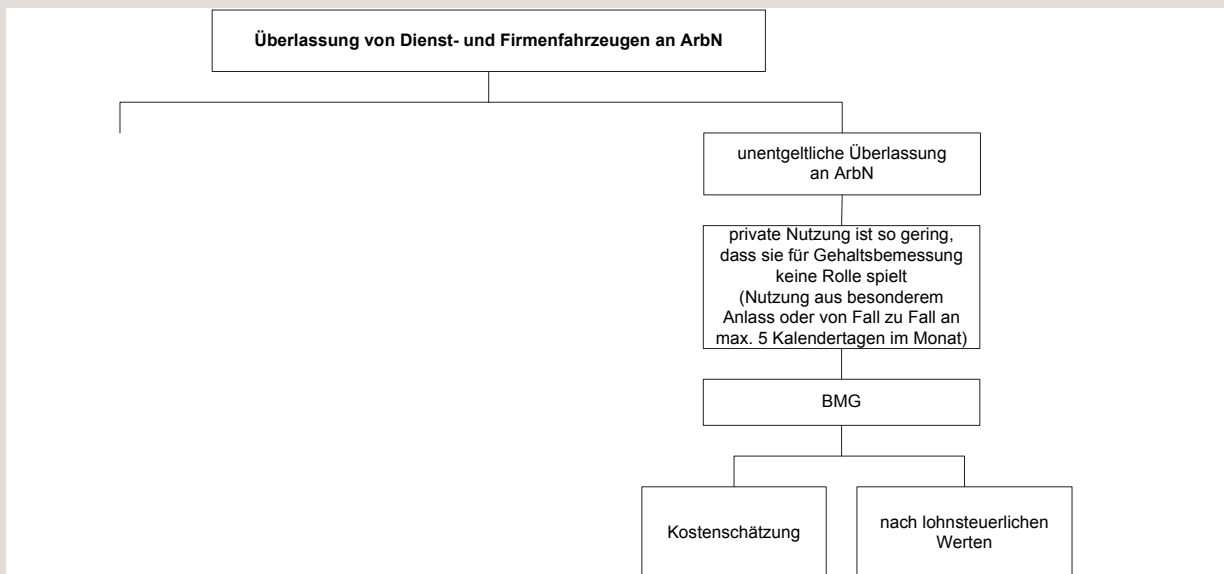 Überlassung von Dienst- und Firmenfahrzeugen an ArbN
unentgeltliche Überlassung
an ArbN
private Nutzung ist so gering,
dass sie für Gehaltsbemessung
keine Rolle spielt
(Nutzung aus besonderem
Anlass oder von Fall zu Fall an
max. 5 Kalendertagen im Monat)
BMG
Kostenschätzung
nach lohnsteuerlichen
Werten